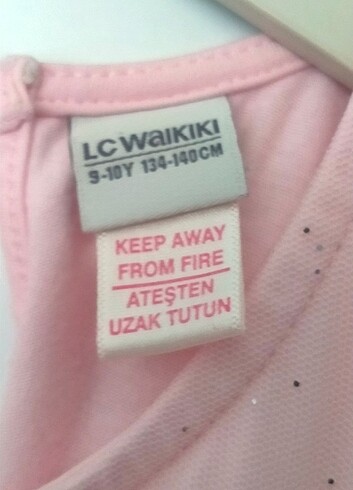 LC WAIKIKI
9-10Y 134-140CM
KEEP AWAY
FROM FIRE
ATEŞTEN
UZAK TUTUN